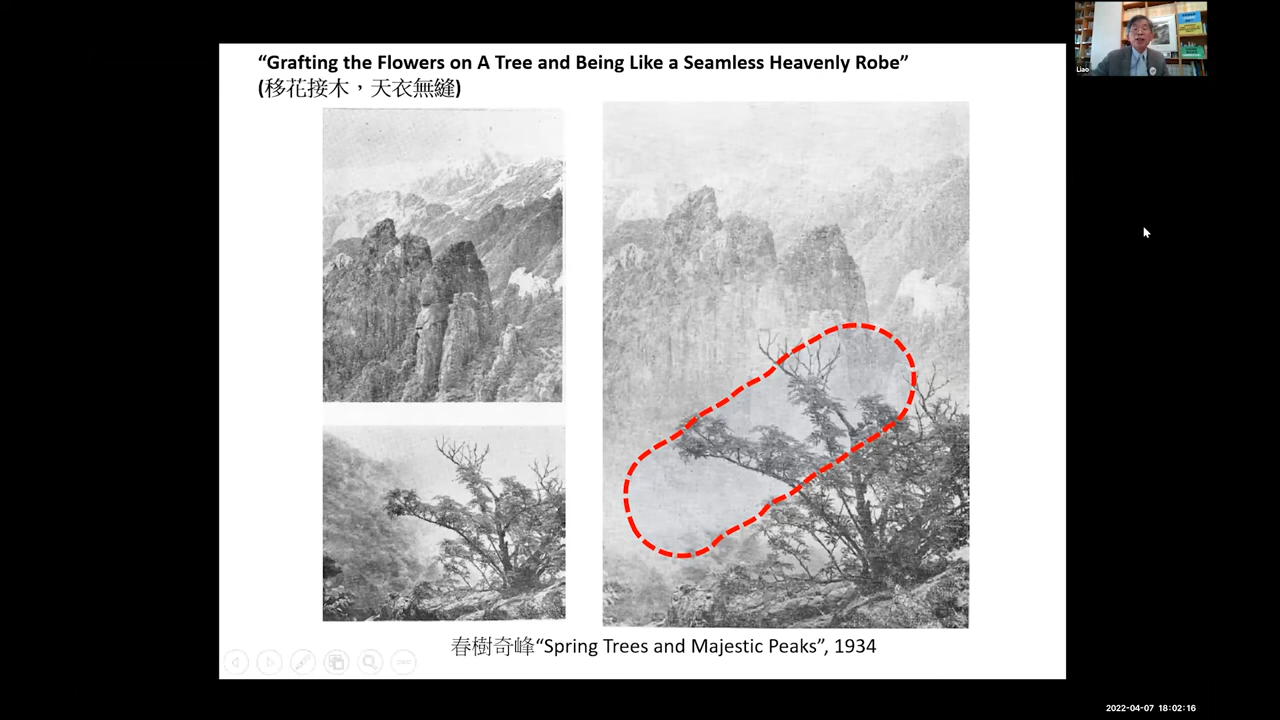 “Grafting the Flowers on A Tree and Being Like a Seamless Heavenly Robe”
(移花接木，天衣無縫)
春樹奇峰“Spring Trees and Majestic Peaks”, 1934
Liao
2022-04-07 18:02:16